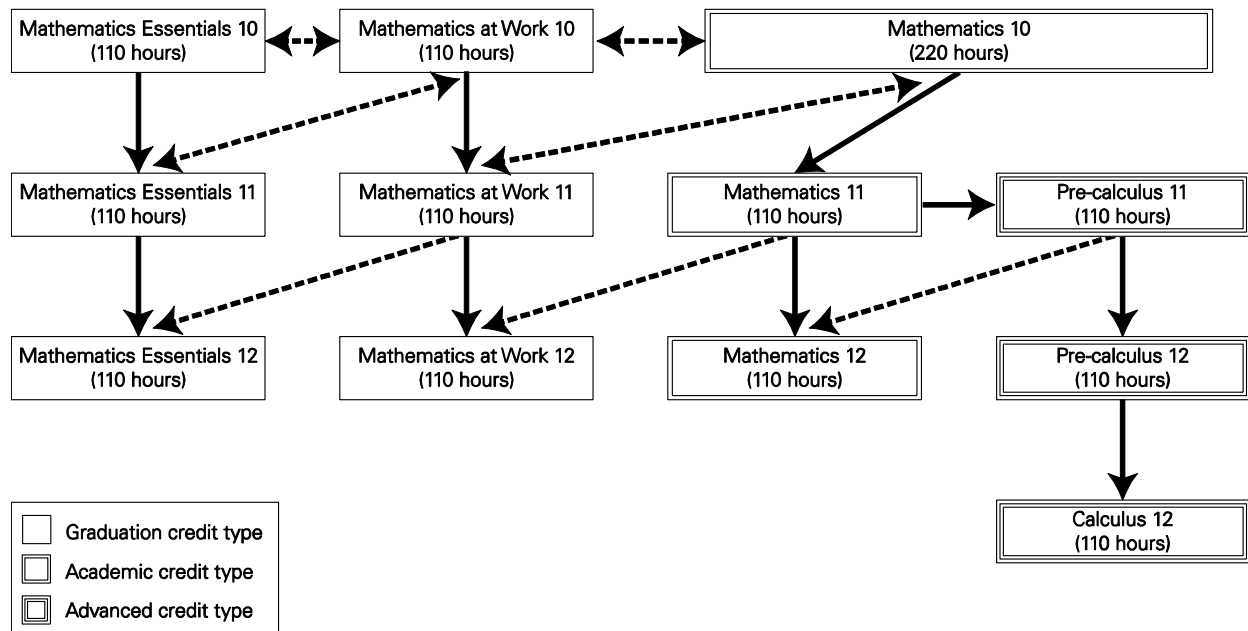 Mathematics Essentials 10
(110 hours)
Mathematics at Work 10
(110 hours)
Mathematics 10
(220 hours)
Mathematics Essentials 11
(110 hours)
Mathematics at Work 11
(110 hours)
Mathematics 11
(110 hours)
Pre-calculus 11
(110 hours)
Mathematics Essentials 12
(110 hours)
Mathematics at Work 12
(110 hours)
Mathematics 12
(110 hours)
Pre-calculus 12
(110 hours)
Calculus 12
(110 hours)
Graduation credit type
Academic credit type
Advanced credit type